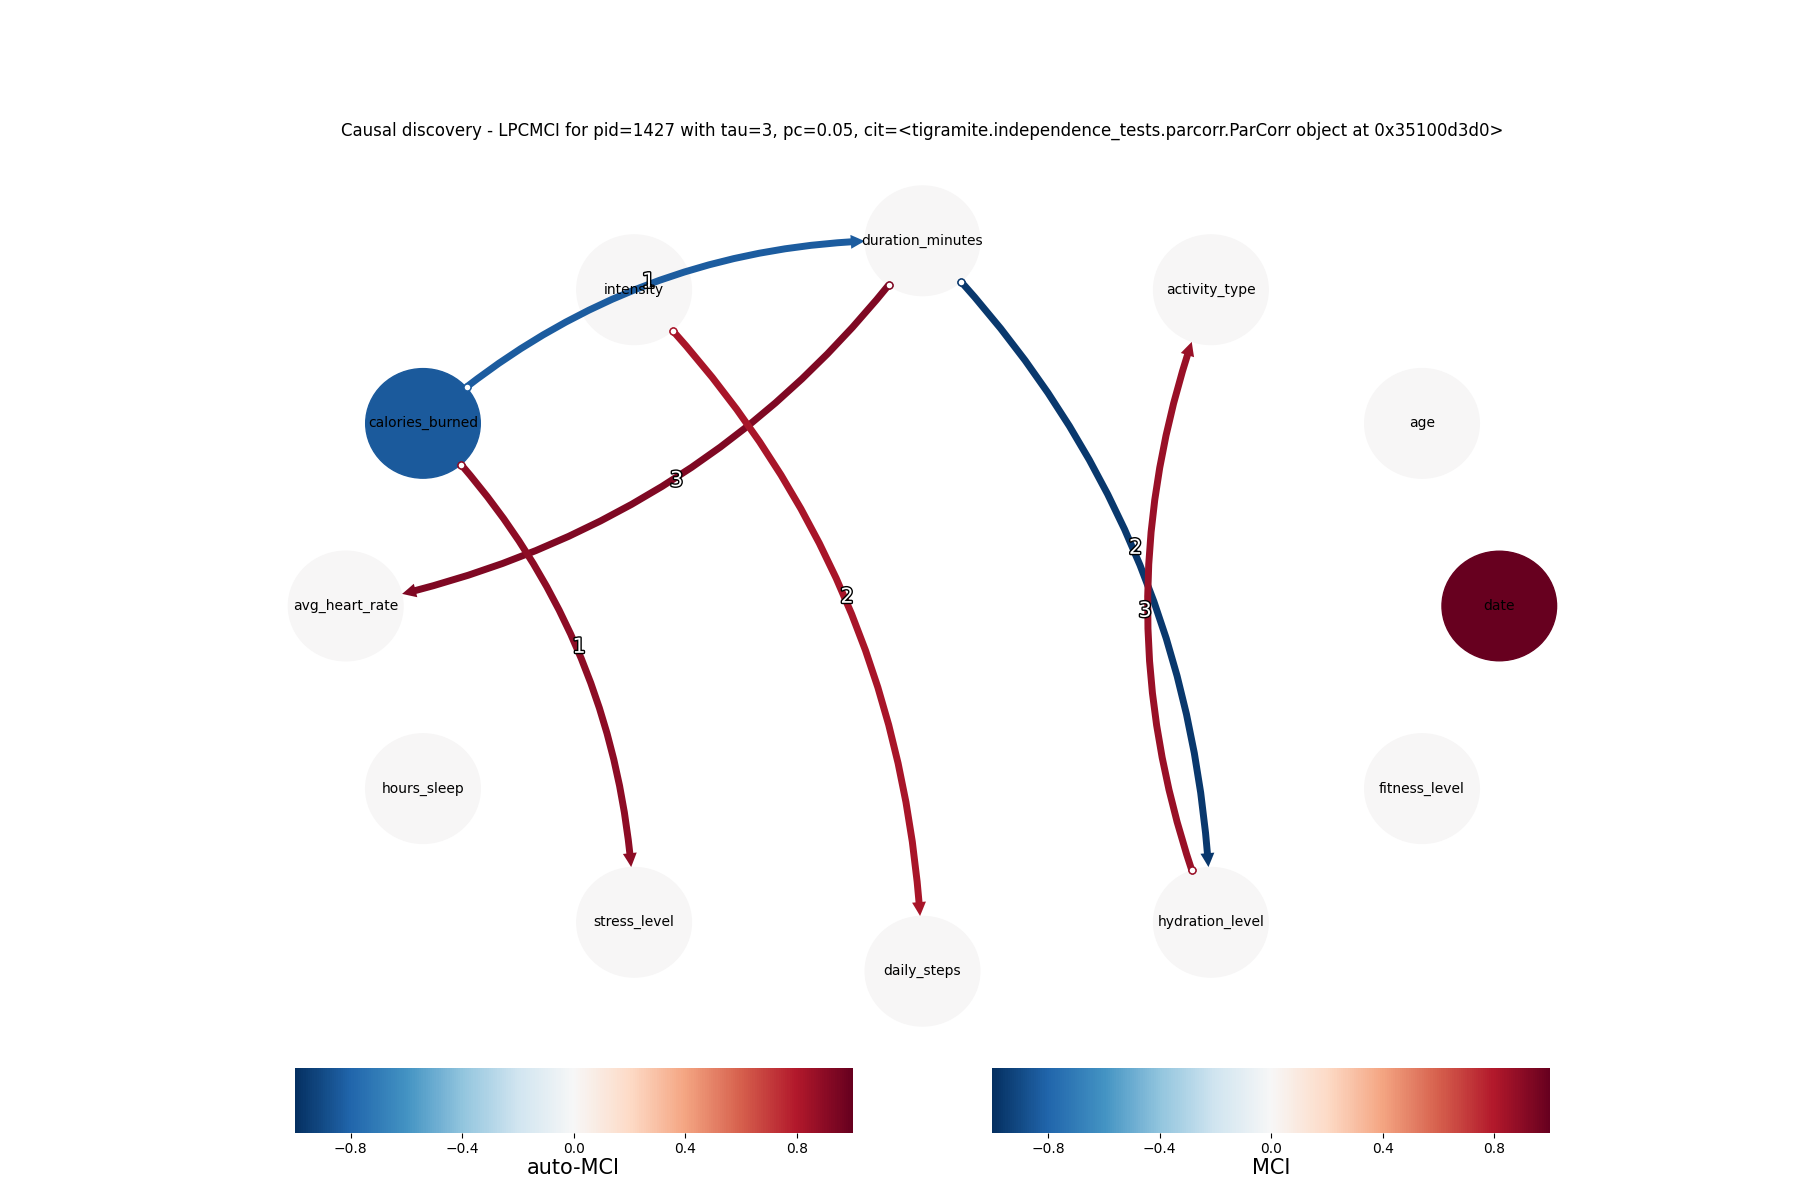 Causal discovery - LPCMCI for pid=1427 with tau=3, pc=0.05, cit=<tigramite.independence_tests.parcorr.ParCorr object at 0x35100d3d0>
duration_minutes
1
intensity
activity_type
calories_burned
age
3
2
2
avg_heart_rate
3
date
1
hours_sleep
fitness_level
stress_level
hydration_level
daily_steps
−0.8 −0.4 0.0 0.4 0.8
auto-MCI
−0.8 −0.4 0.0 0.4 0.8
MCI